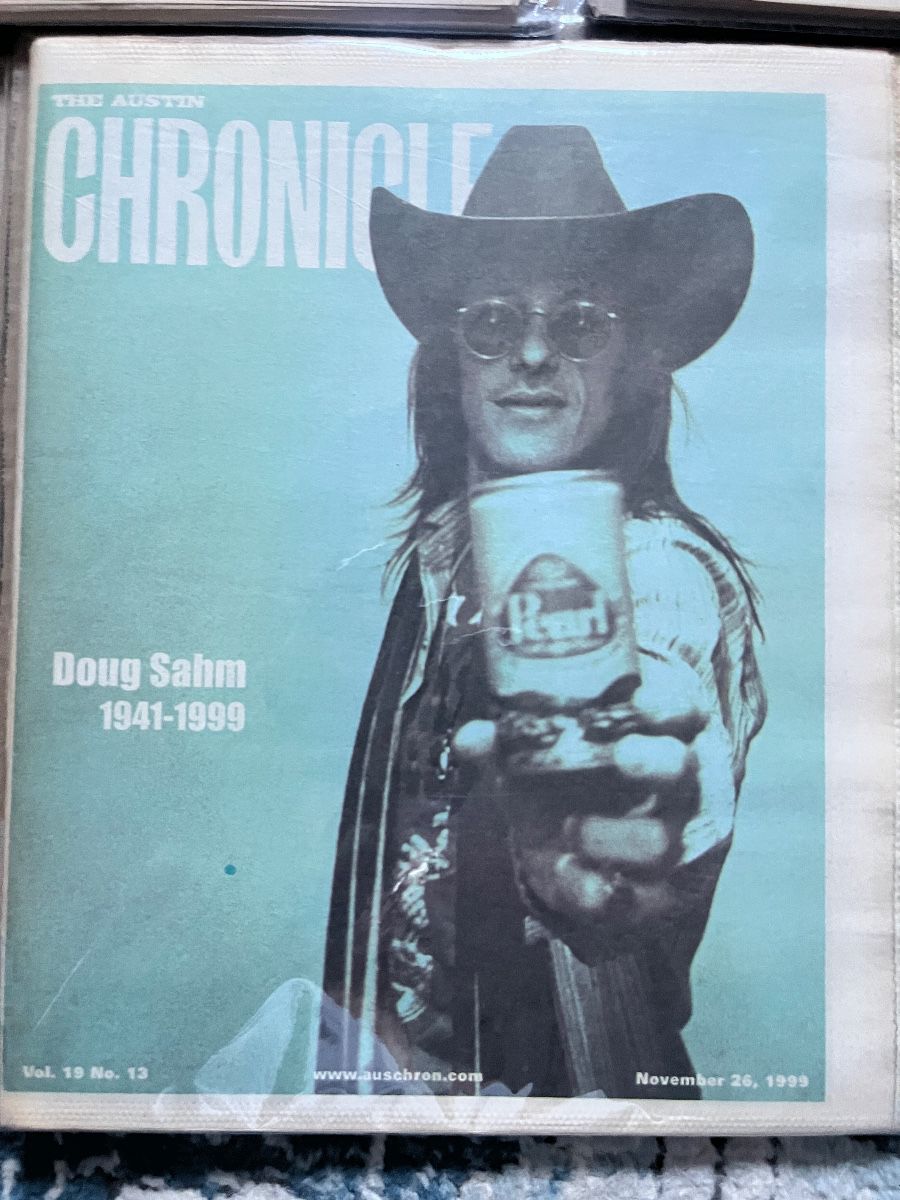 THE AUSTIN
CHRONICLE
Pearl
Doug Sahm
1941-1999
Vol. 19 No. 13
www.auschron.com
November 26, 1999